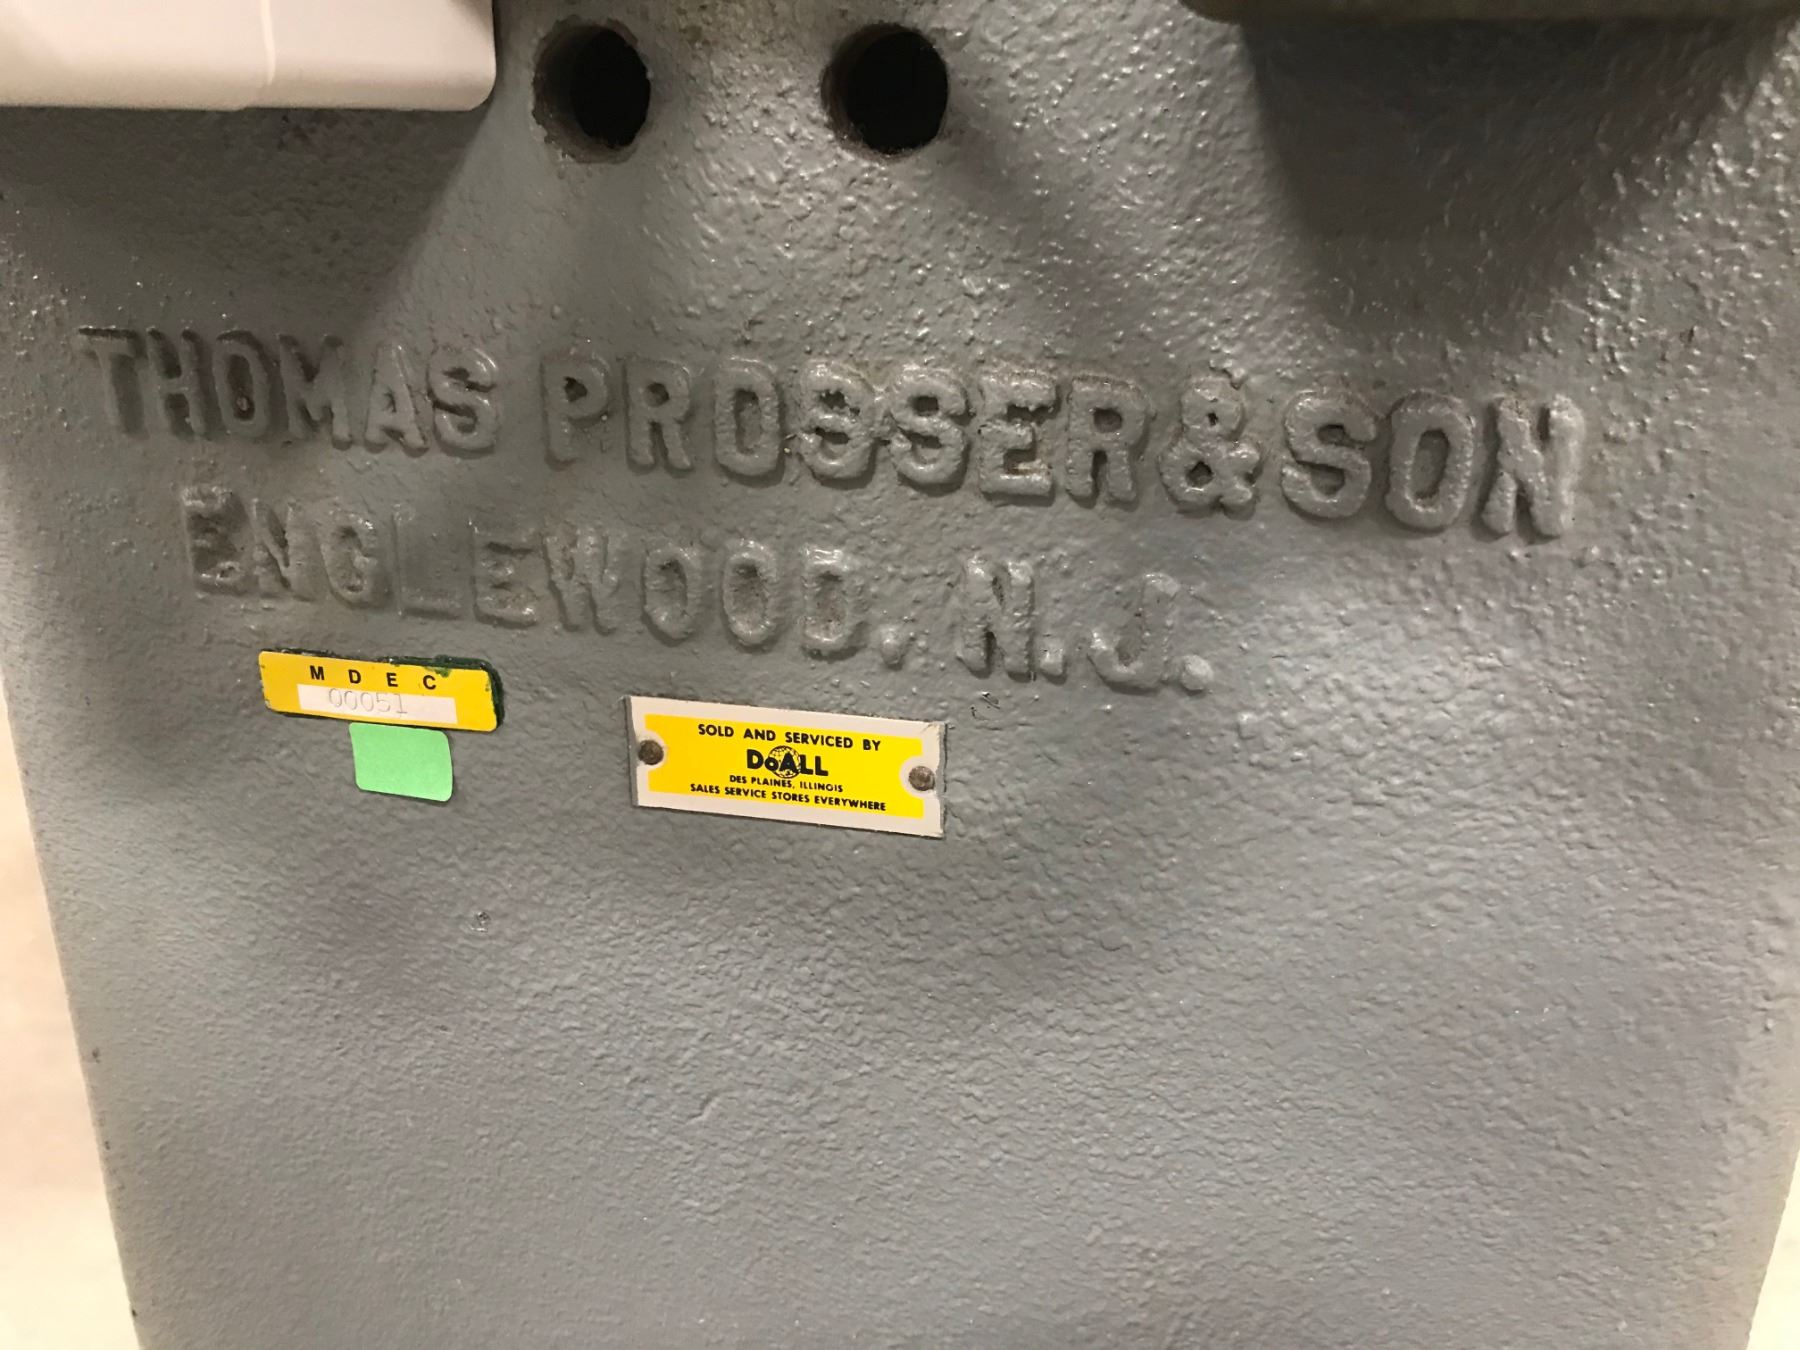 THOMAS PROSSER & SON
ENGLEWOOD, N.J.
MDEC
00051
SOLD AND SERVICED BY
DoALL
DES PLAINES, ILLINOIS
SALES SERVICE STORES EVERYWHERE